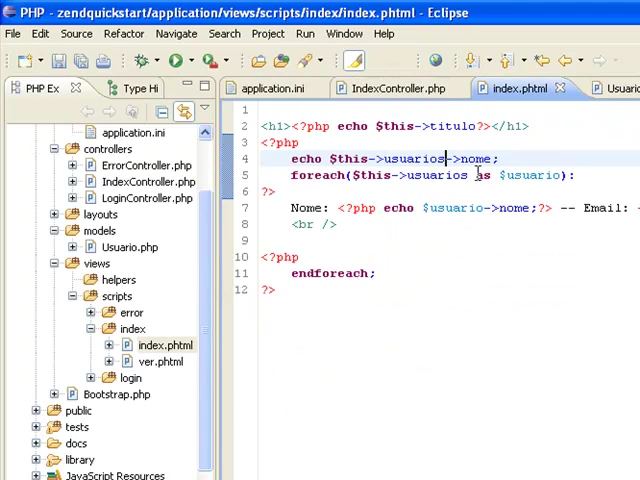 PHP - zendquickstart/application/views/scripts/index/index.phtml - Eclipse
File Edit Source Refactor Navigate Search Project Run Window Help
PHP Ex Type Hi
application.ini IndexController.php index.phtml Usuario
application.ini
controllers
ErrorController.php
IndexController.php
LoginController.php
layouts
models
Usuario.php
views
helpers
scripts
error
index
index.phtml
ver.phtml
login
Bootstrap.php
public
tests
docs
library
JavaScript Resources
1
2 <h1><?php echo $this->titulo?></h1>
3 <?php
4 echo $this->usuarios->nome;
5 foreach($this->usuarios as $usuario):
6 ?>
7 Nome: <?php echo $usuario->nome;?> -- Email: <
8 <br />
9
10 <?php
11 endforeach;
12 ?>